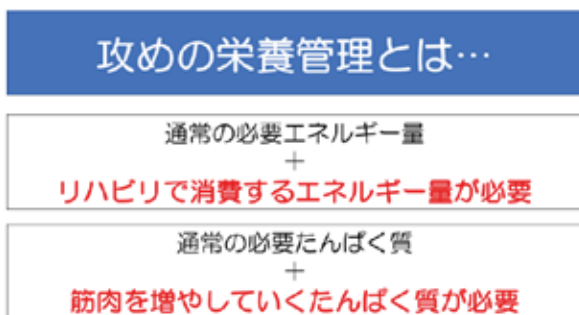 攻めの栄養管理とは…
通常の必要エネルギー量
+
リハビリで消費するエネルギー量が必要
通常の必要たんぱく質
+
筋肉を増やしていくたんぱく質が必要